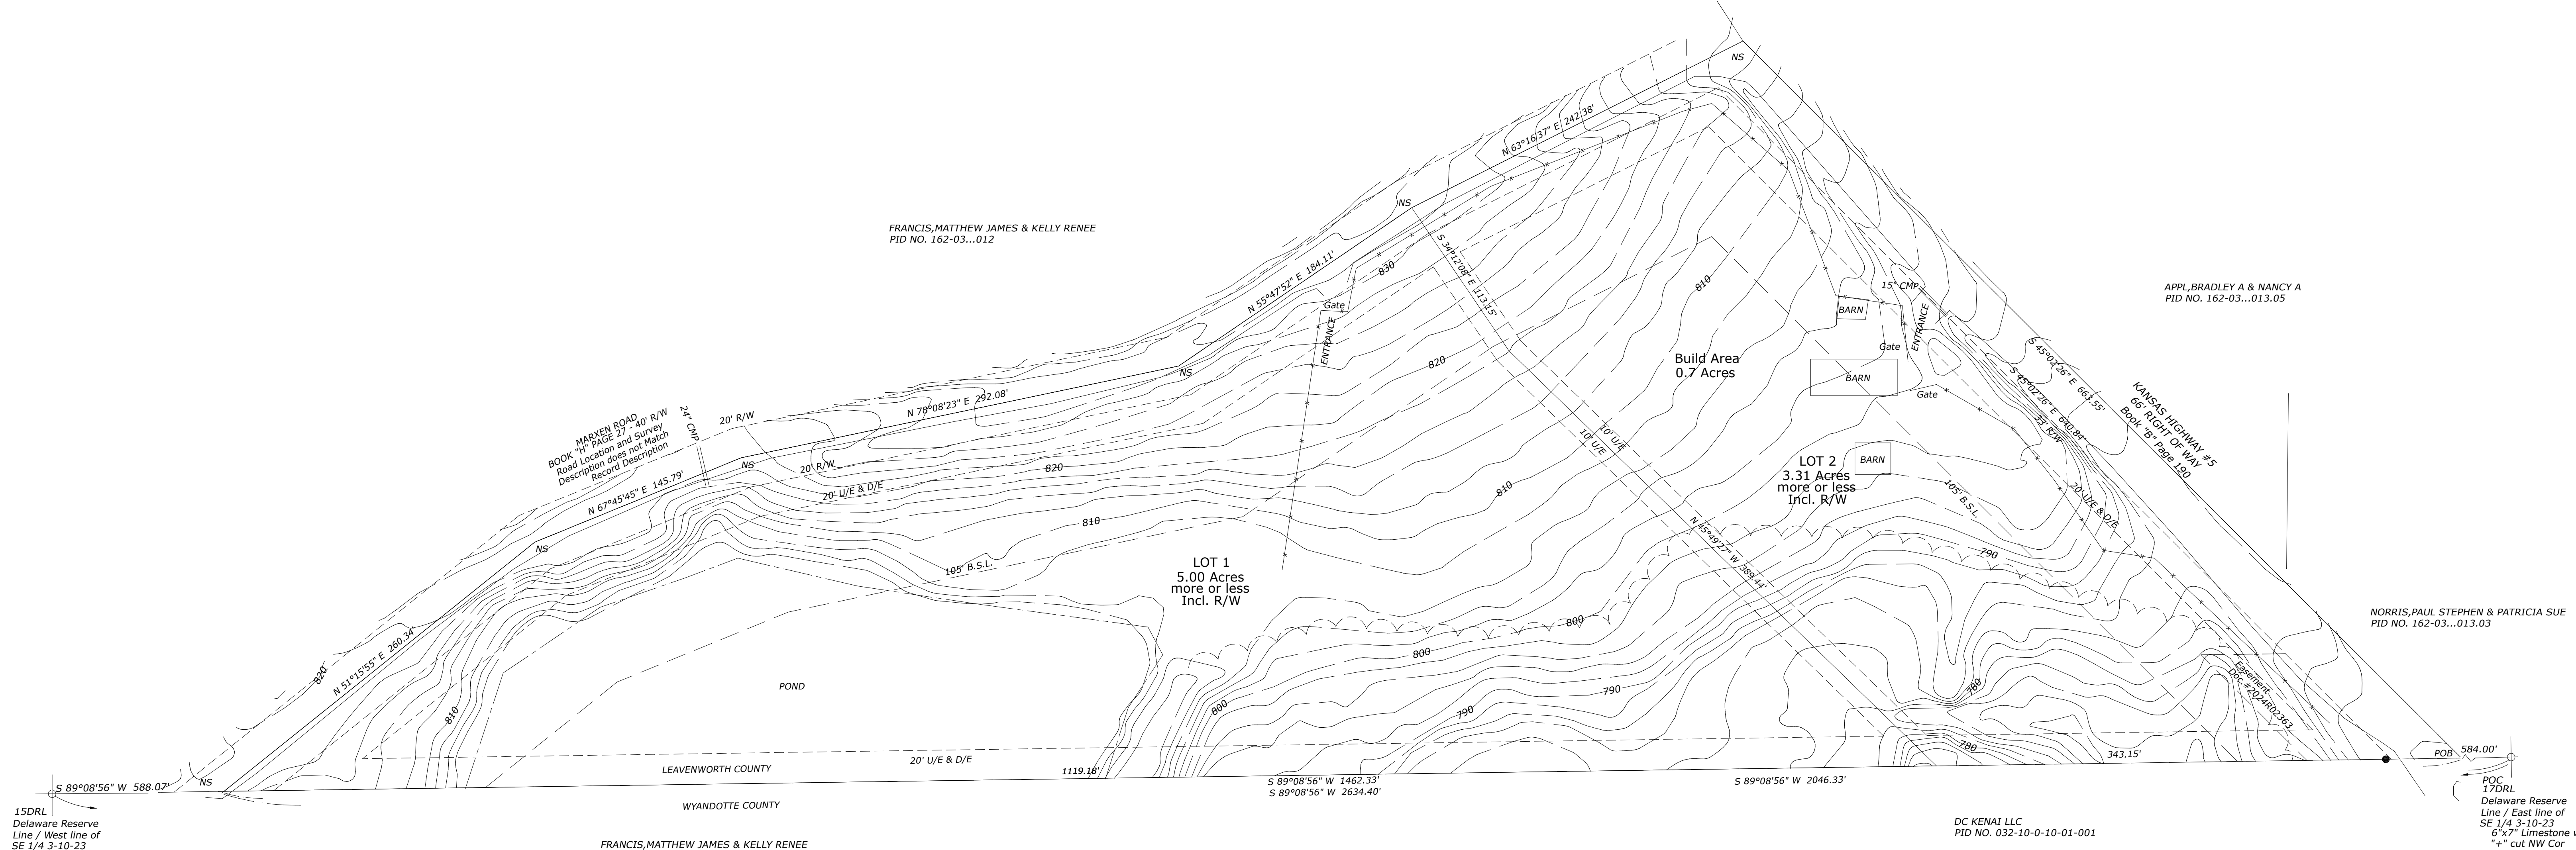 NS
N 63°16'37" E 242.38'
NS
FRANCIS,MATTHEW JAMES & KELLY RENEE
PID NO. 162-03...012
S 34°12'08" E 113.15'
N 55°47'52" E 184.11'
830
Gate
ENTRANCE
810
15" CMP
BARN
ENTRANCE
Gate
APPL,BRADLEY A & NANCY A
PID NO. 162-03...013.05
S 45°02'26" E 663.55'
S 45°02'26" E 640.84'
33' R/W
KANSAS HIGHWAY #5
66' RIGHT OF WAY
Book "B" Page 190
Build Area
0.7 Acres
BARN
Gate
820
NS
N 78°08'23" E 292.08'
MARXEN ROAD
BOOK "H" PAGE 27 - 40' R/W
Road Location and Survey
Description does not Match
Record Description
24" CMP
20' R/W
NS
20' R/W
820
N 67°45'45" E 145.79'
20' U/E & D/E
10' U/E
10' U/E
LOT 2
3.31 Acres
more or less
Incl. R/W
BARN
105' B.S.L.
20' U/E & D/E
810
810
N 45°49'27" W 389.44'
790
NS
105' B.S.L.
LOT 1
5.00 Acres
more or less
Incl. R/W
NORRIS,PAUL STEPHEN & PATRICIA SUE
PID NO. 162-03...013.03
800
800
N 51°15'55" E 260.34'
820
810
POND
800
790
790
780
Easement
Doc.#2024R02363
780
343.15'
POB
584.00'
NS
S 89°08'56" W 588.07'
LEAVENWORTH COUNTY
20' U/E & D/E
1119.18'
S 89°08'56" W 1462.33'
S 89°08'56" W 2634.40'
S 89°08'56" W 2046.33'
WYANDOTTE COUNTY
15DRL
Delaware Reserve
Line / West line of
SE 1/4 3-10-23
FRANCIS,MATTHEW JAMES & KELLY RENEE
DC KENAI LLC
PID NO. 032-10-0-10-01-001
POC
17DRL
Delaware Reserve
Line / East line of
SE 1/4 3-10-23
6"x7" Limestone
"+" cut NW Cor